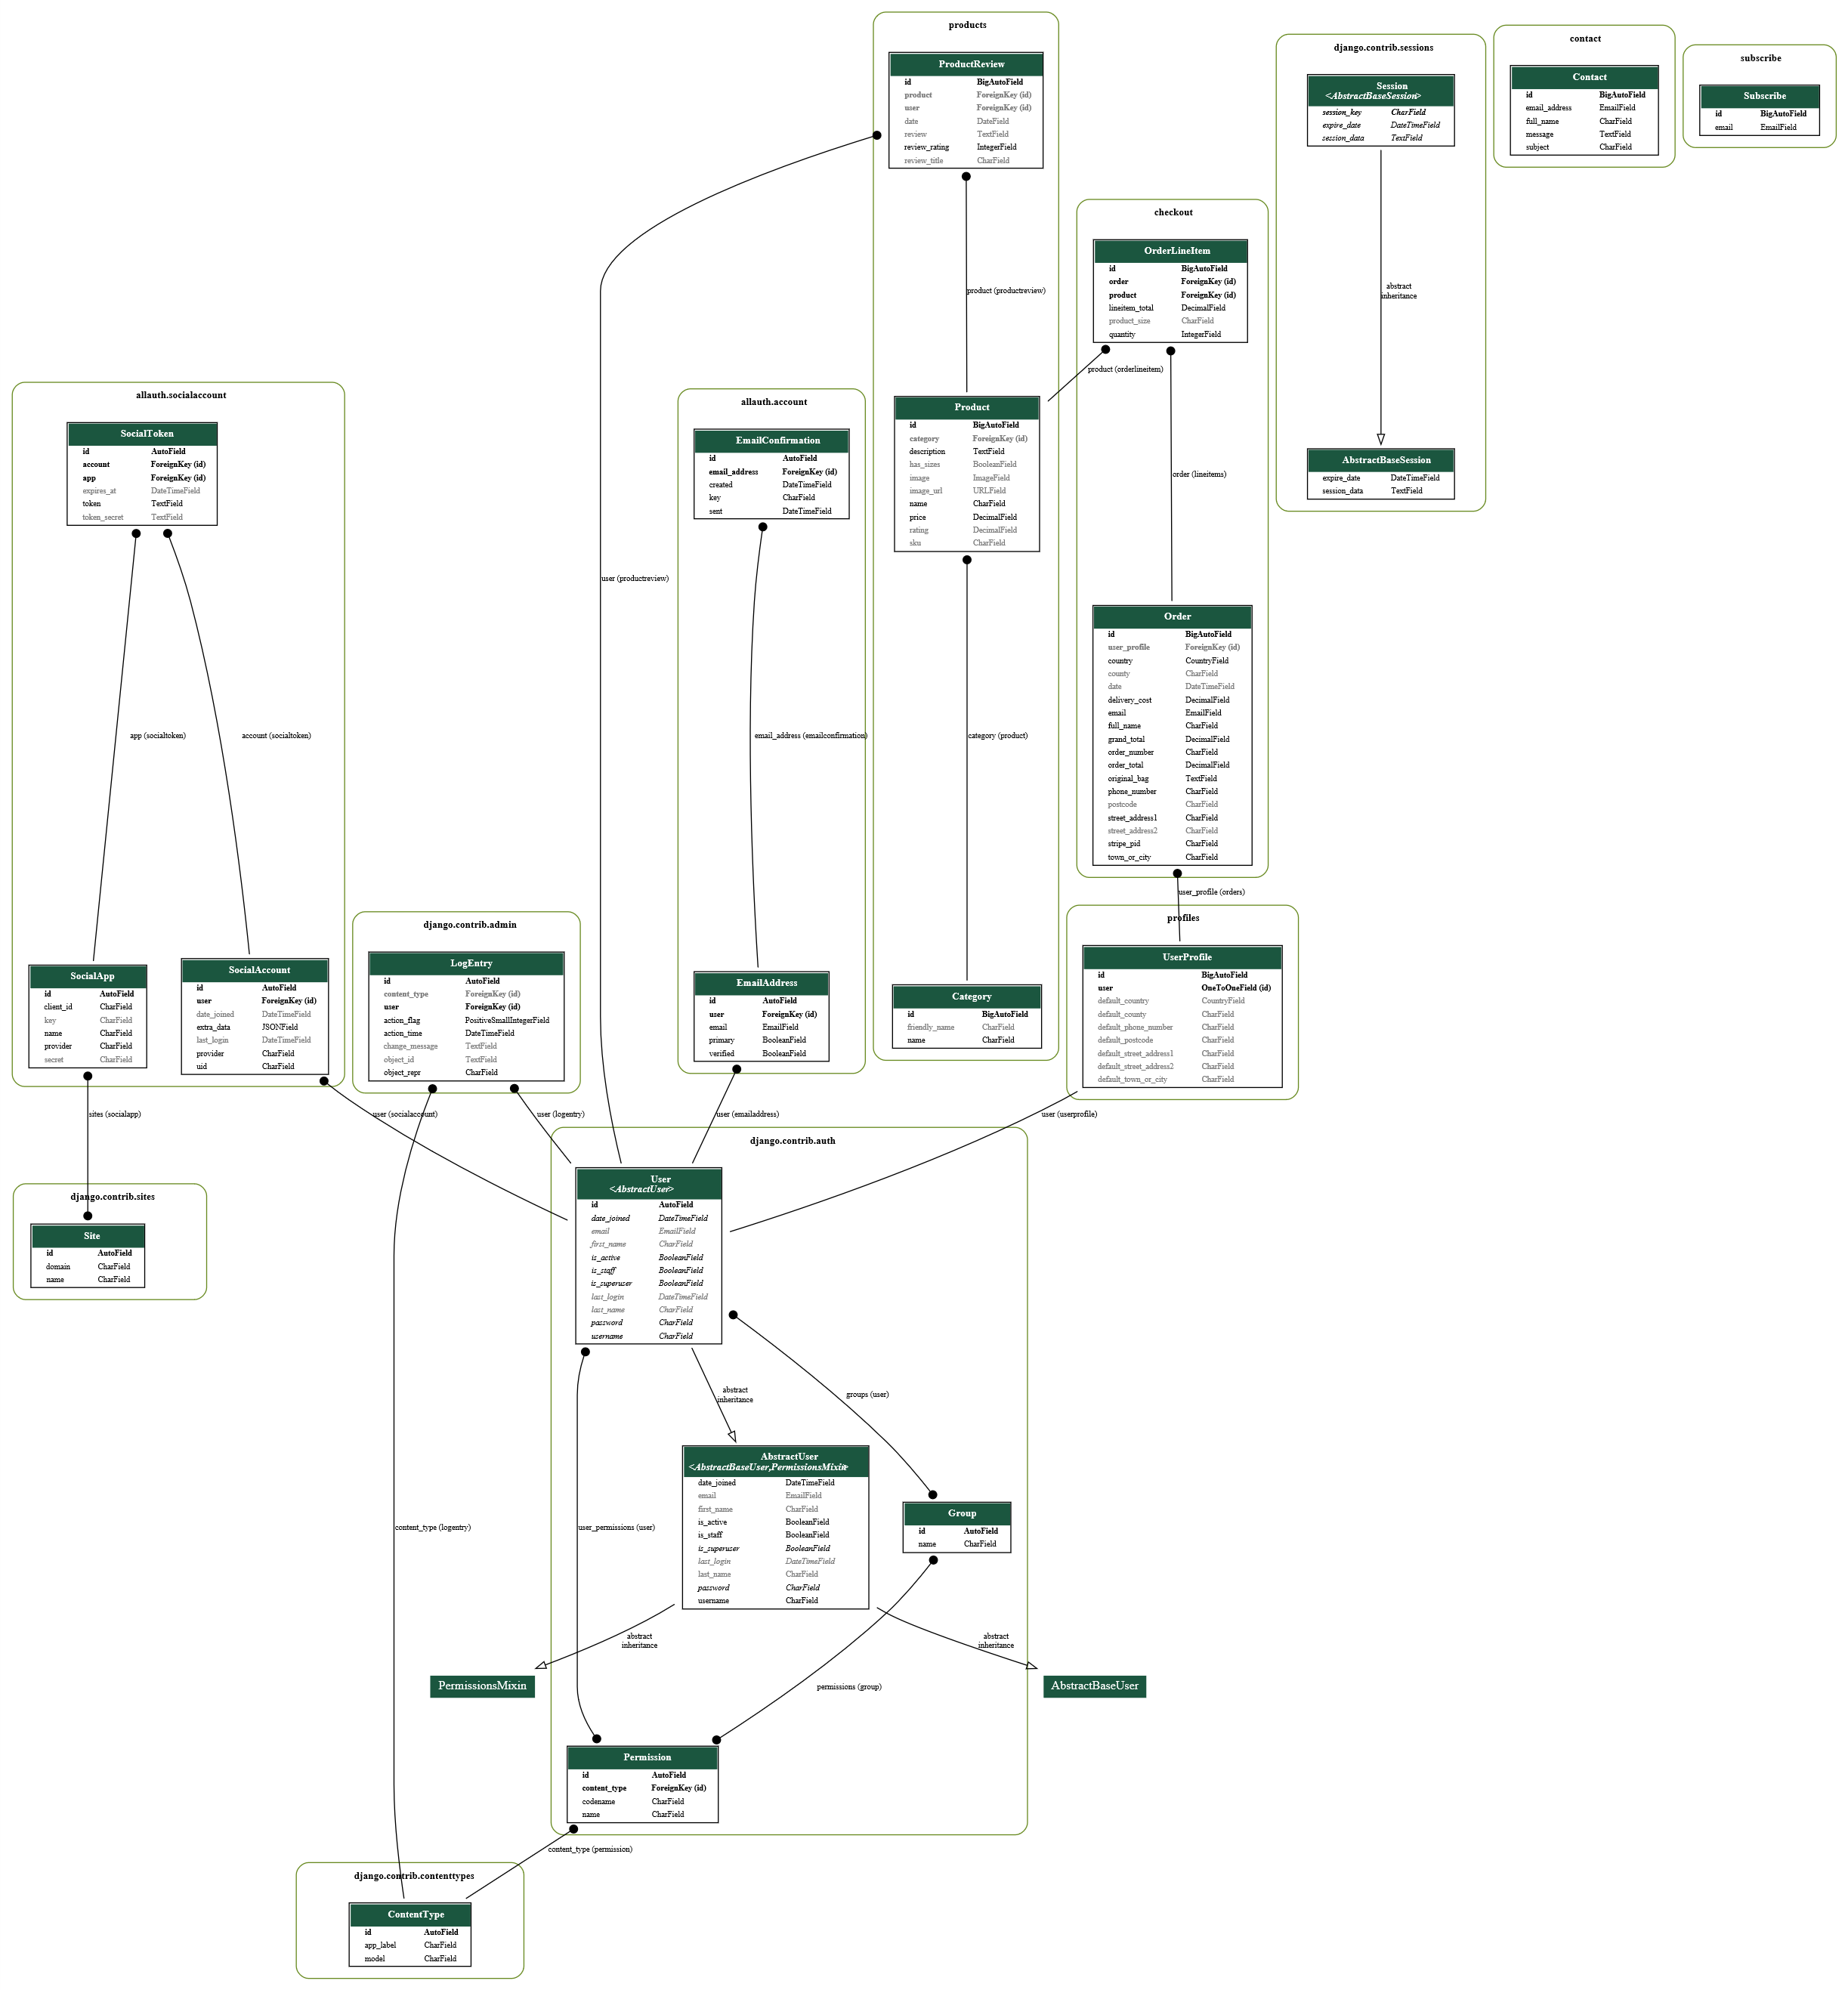 products
ProductReview
id BigAutoField
product ForeignKey (id)
user ForeignKey (id)
date DateField
review TextField
review_rating IntegerField
review_title CharField
django.contrib.sessions
Session
<AbstractBaseSession>
session_key CharField
expire_date DateTimeField
session_data TextField
contact
Contact
id BigAutoField
email_address EmailField
full_name CharField
message TextField
subject CharField
subscribe
Subscribe
id BigAutoField
email EmailField
checkout
OrderLineItem
id BigAutoField
order ForeignKey (id)
product ForeignKey (id)
lineitem_total DecimalField
product_size CharField
quantity IntegerField
product (productreview)
abstract
inheritance
product (orderlineitem)
allauth.socialaccount
SocialToken
id AutoField
account ForeignKey (id)
app ForeignKey (id)
expires_at DateTimeField
token TextField
token_secret TextField
allauth.account
EmailConfirmation
id AutoField
email_address ForeignKey (id)
created DateTimeField
key CharField
sent DateTimeField
Product
id BigAutoField
category ForeignKey (id)
description TextField
has_sizes BooleanField
image ImageField
image_url URLField
name CharField
price DecimalField
rating DecimalField
sku CharField
order (lineitems)
AbstractBaseSession
expire_date DateTimeField
session_data TextField
user (productreview)
Order
id BigAutoField
user_profile ForeignKey (id)
country CountryField
county CharField
date DateTimeField
delivery_cost DecimalField
email EmailField
full_name CharField
grand_total DecimalField
order_number CharField
order_total DecimalField
original_bag TextField
phone_number CharField
postcode CharField
street_address1 CharField
street_address2 CharField
stripe_pid CharField
town_or_city CharField
app (socialtoken)
account (socialtoken)
email_address (emailconfirmation)
category (product)
user_profile (orders)
SocialApp
id AutoField
client_id CharField
key CharField
name CharField
provider CharField
secret CharField
SocialAccount
id AutoField
user ForeignKey (id)
date_joined DateTimeField
extra_data JSONField
last_login DateTimeField
provider CharField
uid CharField
django.contrib.admin
LogEntry
id AutoField
content_type ForeignKey (id)
user ForeignKey (id)
action_flag PositiveSmallIntegerField
action_time DateTimeField
change_message TextField
object_id TextField
object_repr CharField
EmailAddress
id AutoField
user ForeignKey (id)
email EmailField
primary BooleanField
verified BooleanField
Category
id BigAutoField
friendly_name CharField
name CharField
profiles
UserProfile
id BigAutoField
user OneToOneField (id)
default_country CountryField
default_county CharField
default_phone_number CharField
default_postcode CharField
default_street_address1 CharField
default_street_address2 CharField
default_town_or_city CharField
sites (socialapp)
user (socialaccount)
user (logentry)
user (emailaddress)
user (userprofile)
django.contrib.sites
Site
id AutoField
domain CharField
name CharField
django.contrib.auth
User
<AbstractUser>
id AutoField
date_joined DateTimeField
email EmailField
first_name CharField
is_active BooleanField
is_staff BooleanField
is_superuser BooleanField
last_login DateTimeField
last_name CharField
password CharField
username CharField
abstract
inheritance
groups (user)
AbstractUser
<AbstractBaseUser,PermissionsMixin>
date_joined DateTimeField
email EmailField
first_name CharField
is_active BooleanField
is_staff BooleanField
is_superuser BooleanField
last_login DateTimeField
last_name CharField
password CharField
username CharField
Group
id AutoField
name CharField
content_type (logentry)
user_permissions (user)
abstract
inheritance
abstract
inheritance
PermissionsMixin
permissions (group)
AbstractBaseUser
Permission
id AutoField
content_type ForeignKey (id)
codename CharField
name CharField
content_type (permission)
django.contrib.contenttypes
ContentType
id AutoField
app_label CharField
model CharField